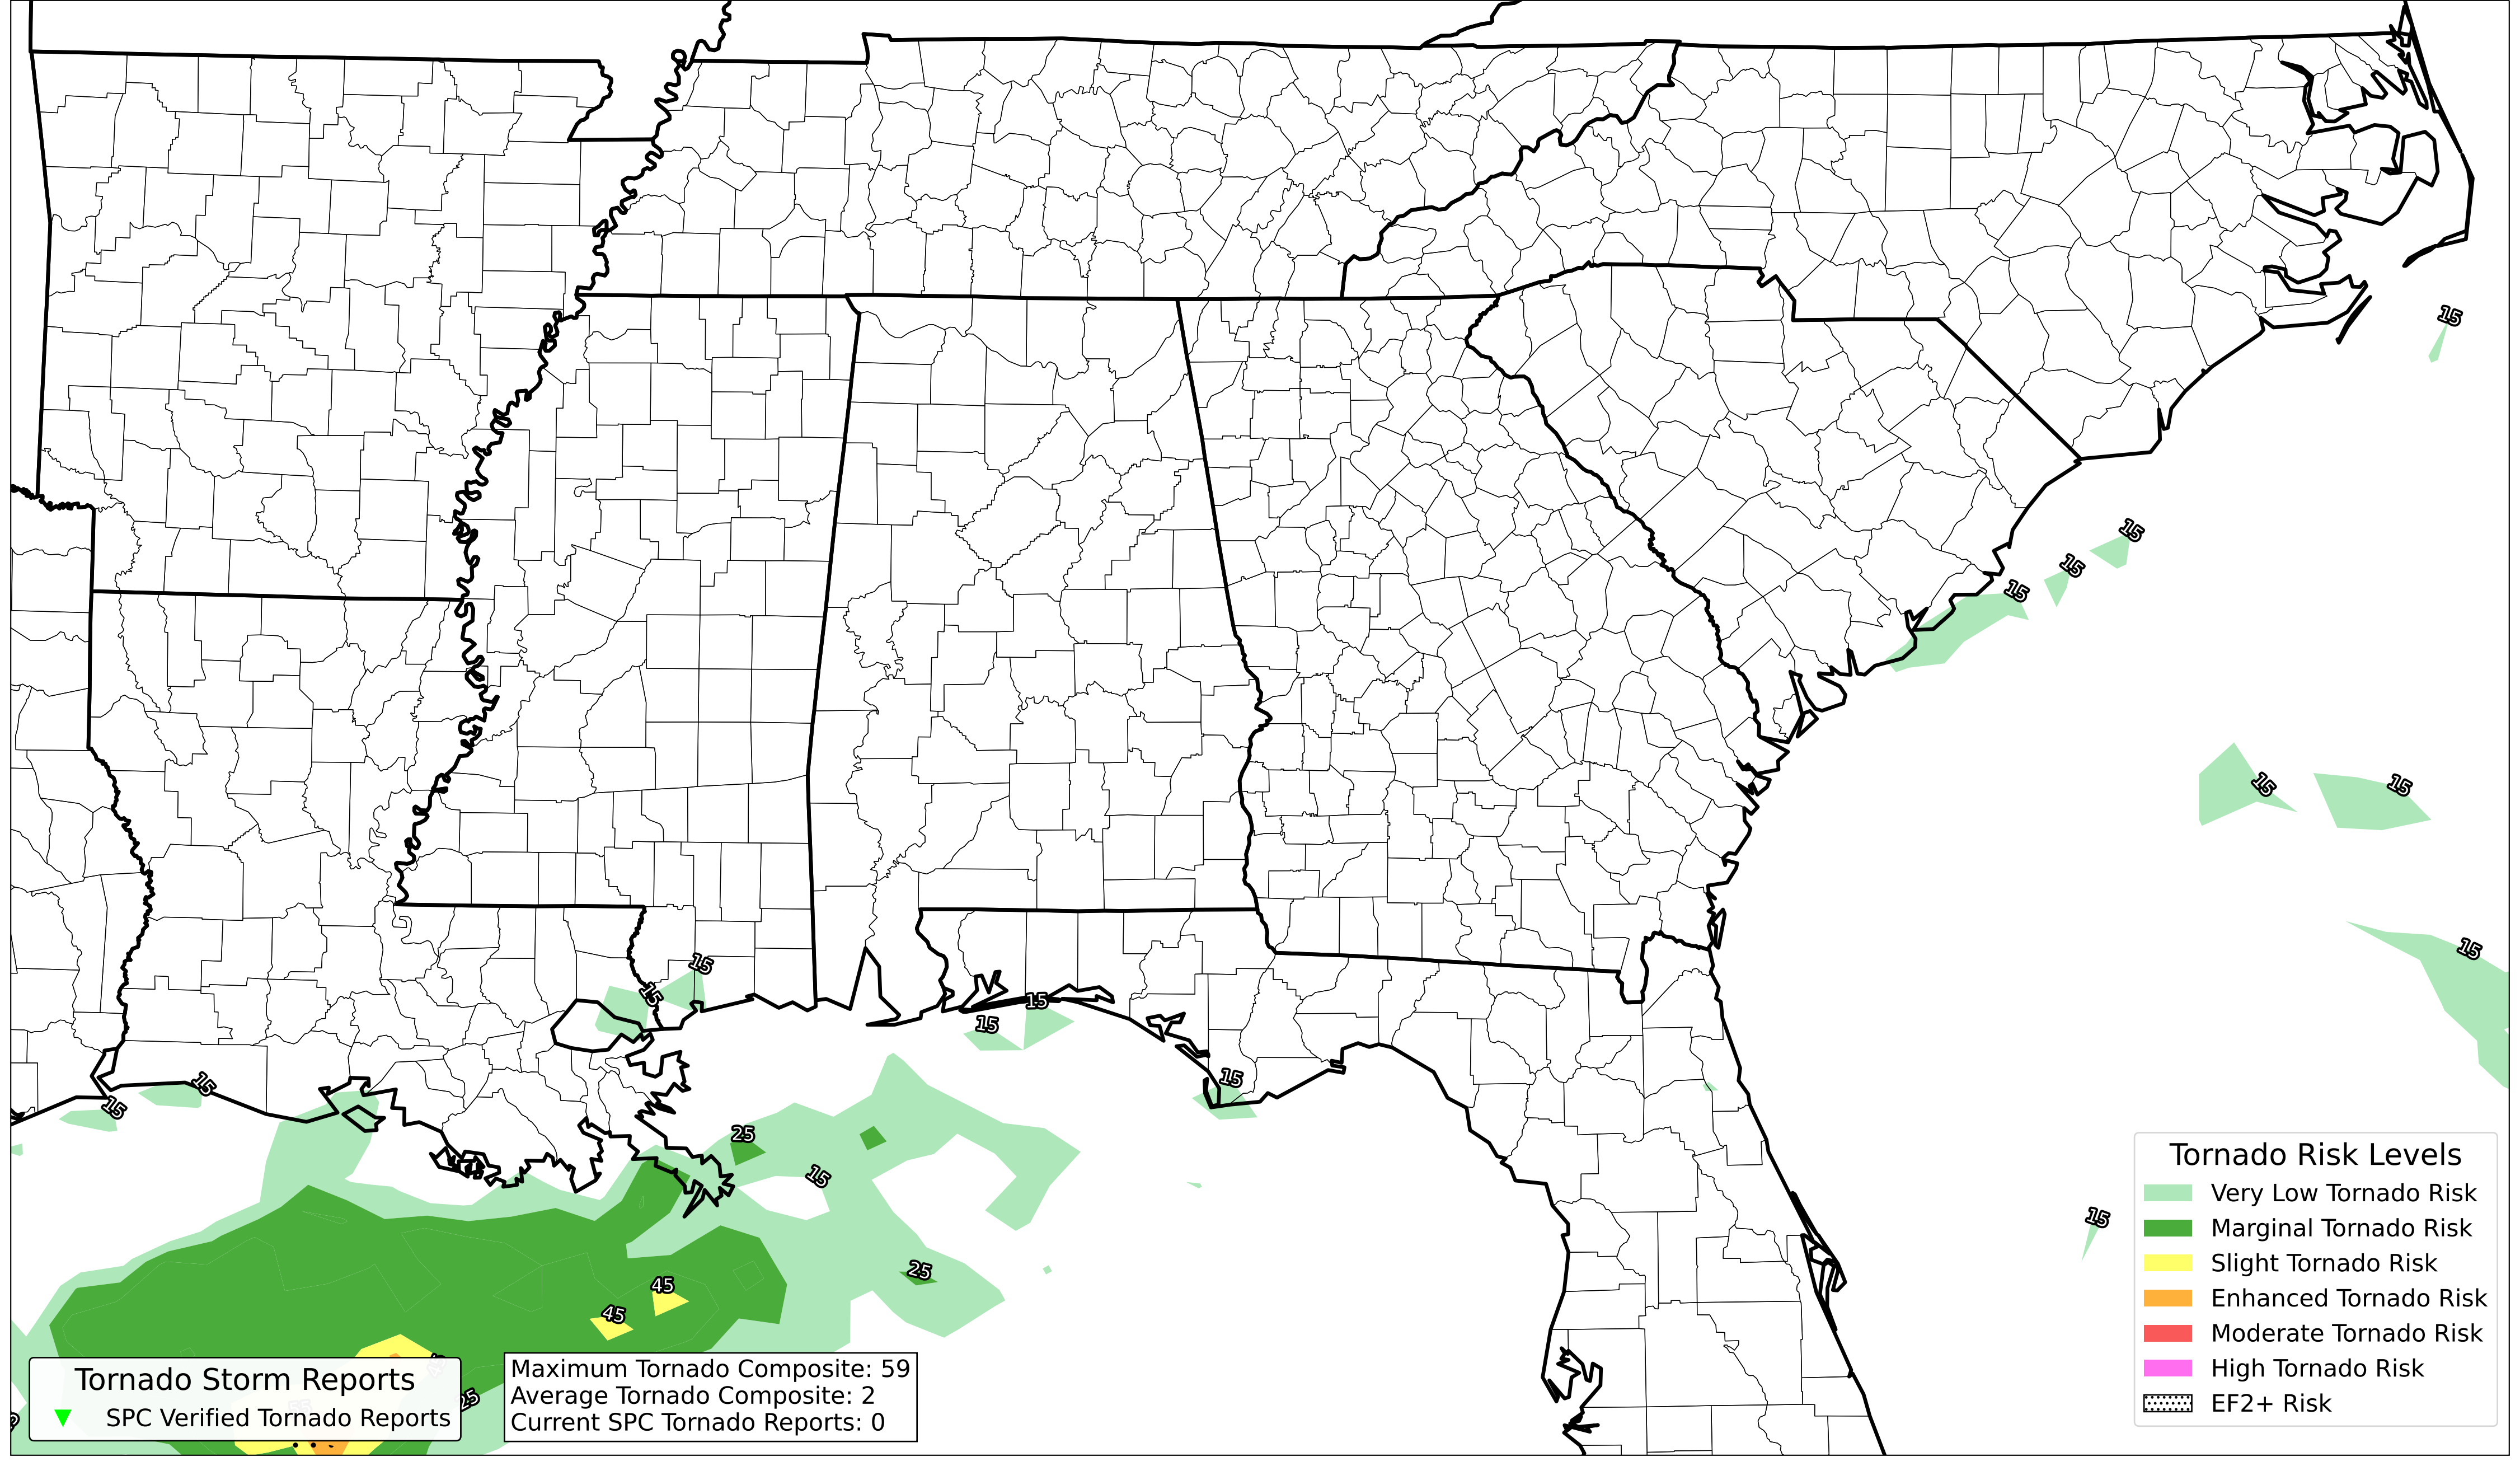 15
15
15
15
15
15
15
15
15
15
15
15
15
15
25
15
15
25
45
45
25
Tornado Risk Levels
Very Low Tornado Risk
Marginal Tornado Risk
Slight Tornado Risk
Enhanced Tornado Risk
Moderate Tornado Risk
High Tornado Risk
EF2+ Risk
Tornado Storm Reports
SPC Verified Tornado Reports
Maximum Tornado Composite: 59
Average Tornado Composite: 2
Current SPC Tornado Reports: 0